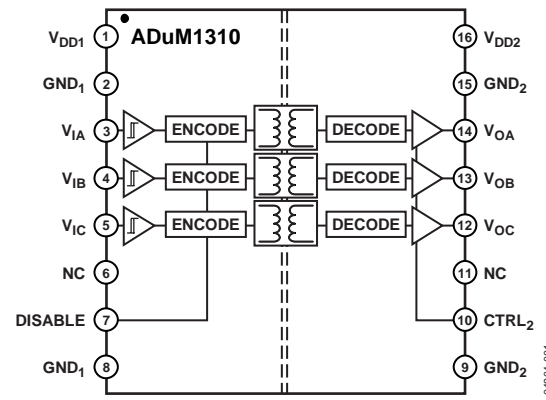 ADuM1310
VDD1 1
16 VDD2
GND1 2
15 GND2
VIA 3 ENCODE DECODE 14 VOA
VIB 4 ENCODE DECODE 13 VOB
VIC 5 ENCODE DECODE 12 VOC
NC 6
11 NC
DISABLE 7
10 CTRL2
GND1 8
9 GND2